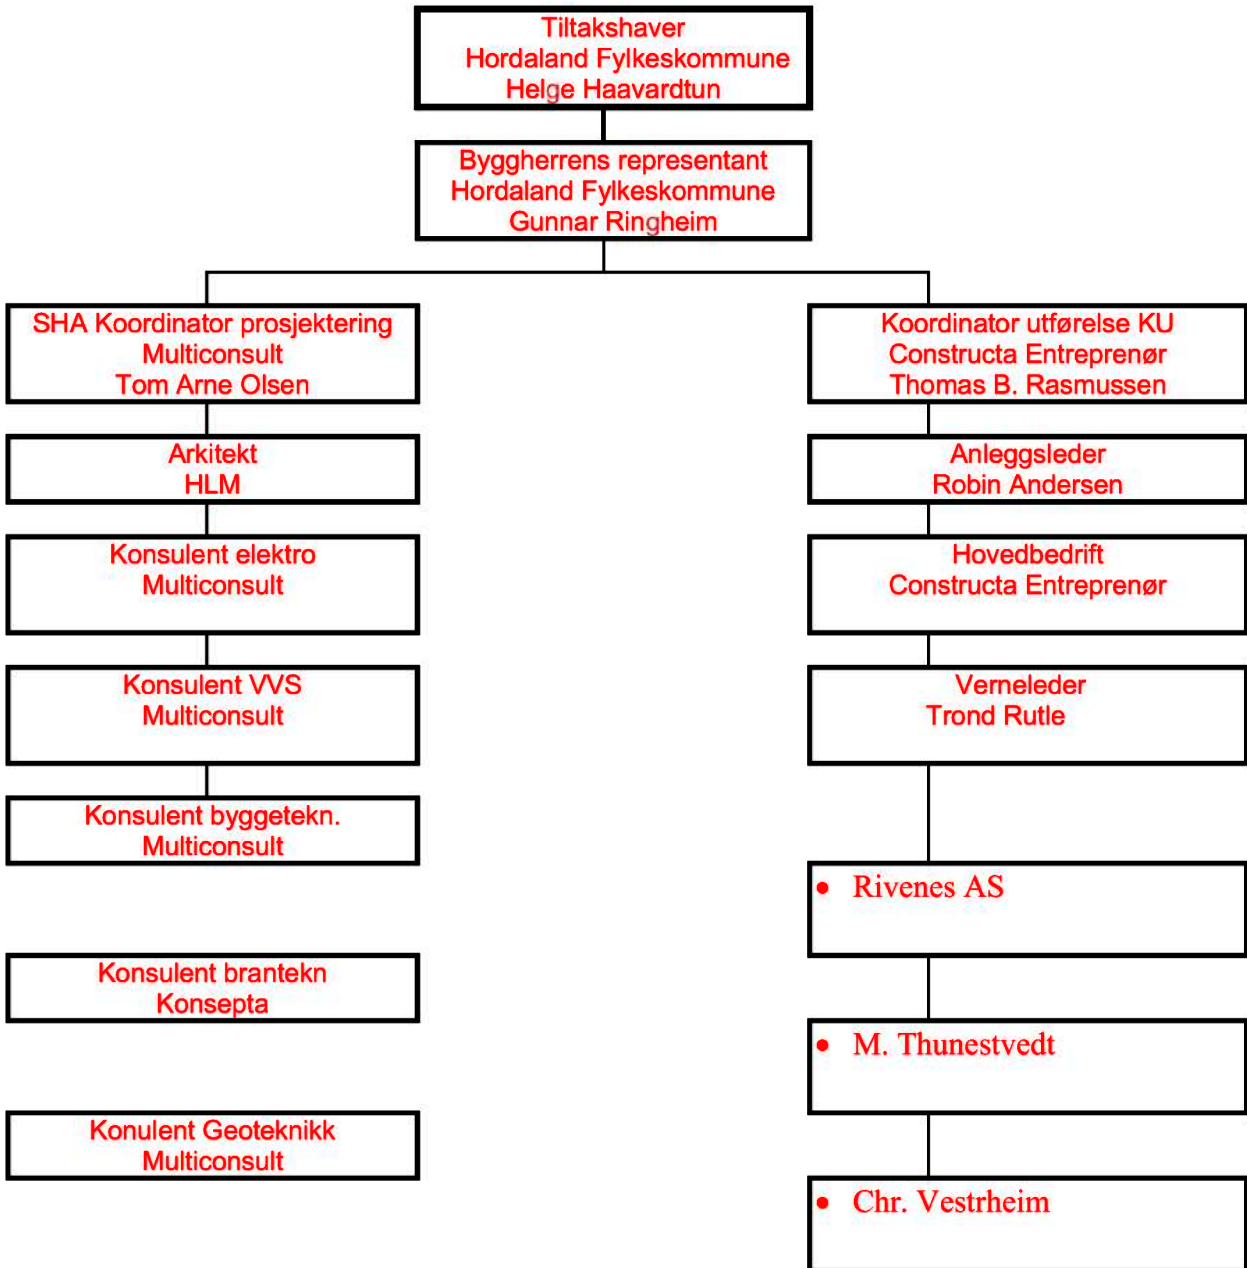 Tiltakshaver
Hordaland Fylkeskommune
Helge Haavardtun
Byggherrens representant
Hordaland Fylkeskommune
Gunnar Ringheim
SHA Koordinator prosjektering
Multiconsult
Tom Arne Olsen
Arkitekt
HLM
Konsulent elektro
Multiconsult
Konsulent VVS
Multiconsult
Konsulent byggetekn.
Multiconsult
Konsulent brantekn
Konsepta
Konulent Geoteknikk
Multiconsult
Koordinator utførelse KU
Constructa Entreprenør
Thomas B. Rasmussen
Anleggsleder
Robin Andersen
Hovedbedrift
Constructa Entreprenør
Verneleder
Trond Rutle
• Rivenes AS
• M. Thunestvedt
• Chr. Vestrheim